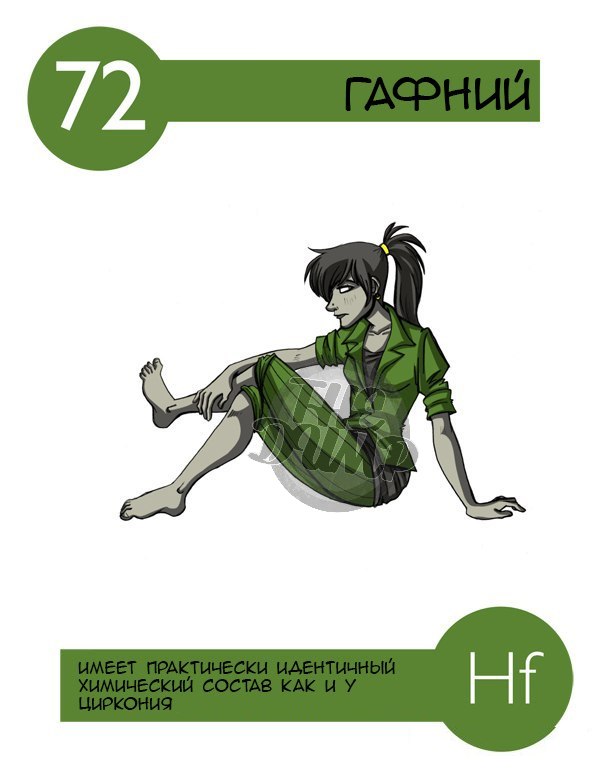 72
ГАФНИЙ
ИМЕЕТ ПРАКТИЧЕСКИ ИДЕНТИЧНЫЙ
ХИМИЧЕСКИЙ СОСТАВ КАК И У
ЦИРКОНИЯ
Hf